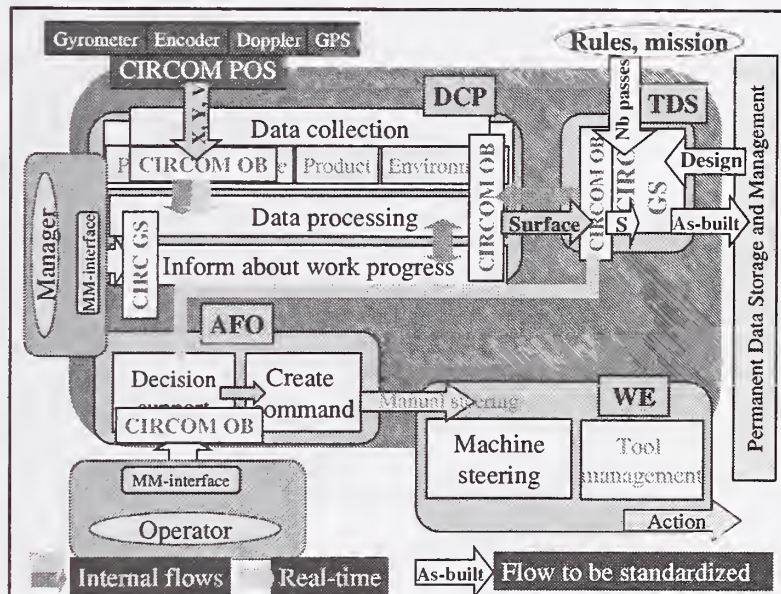 Gyrometer Encoder Doppler GPS
CIRCOM POS
Rules, mission
X, Y, V
Nb passes
DCP
TDS
Data collection
CIRCOM OB
Product
CIRCOM OB
CIRCOM OB
GS
Design
Manager
MM-interface
CIRC GS
Data processing
Surface
S
As-built
Inform about work progress
Permanent Data Storage and Management
AFO
Decision
support
Create
command
CIRCOM OB
Manual steering
WE
Machine
steering
Tool
management
MM-interface
Operator
Action
Internal flows
Real-time
As-built
Flow to be standardized